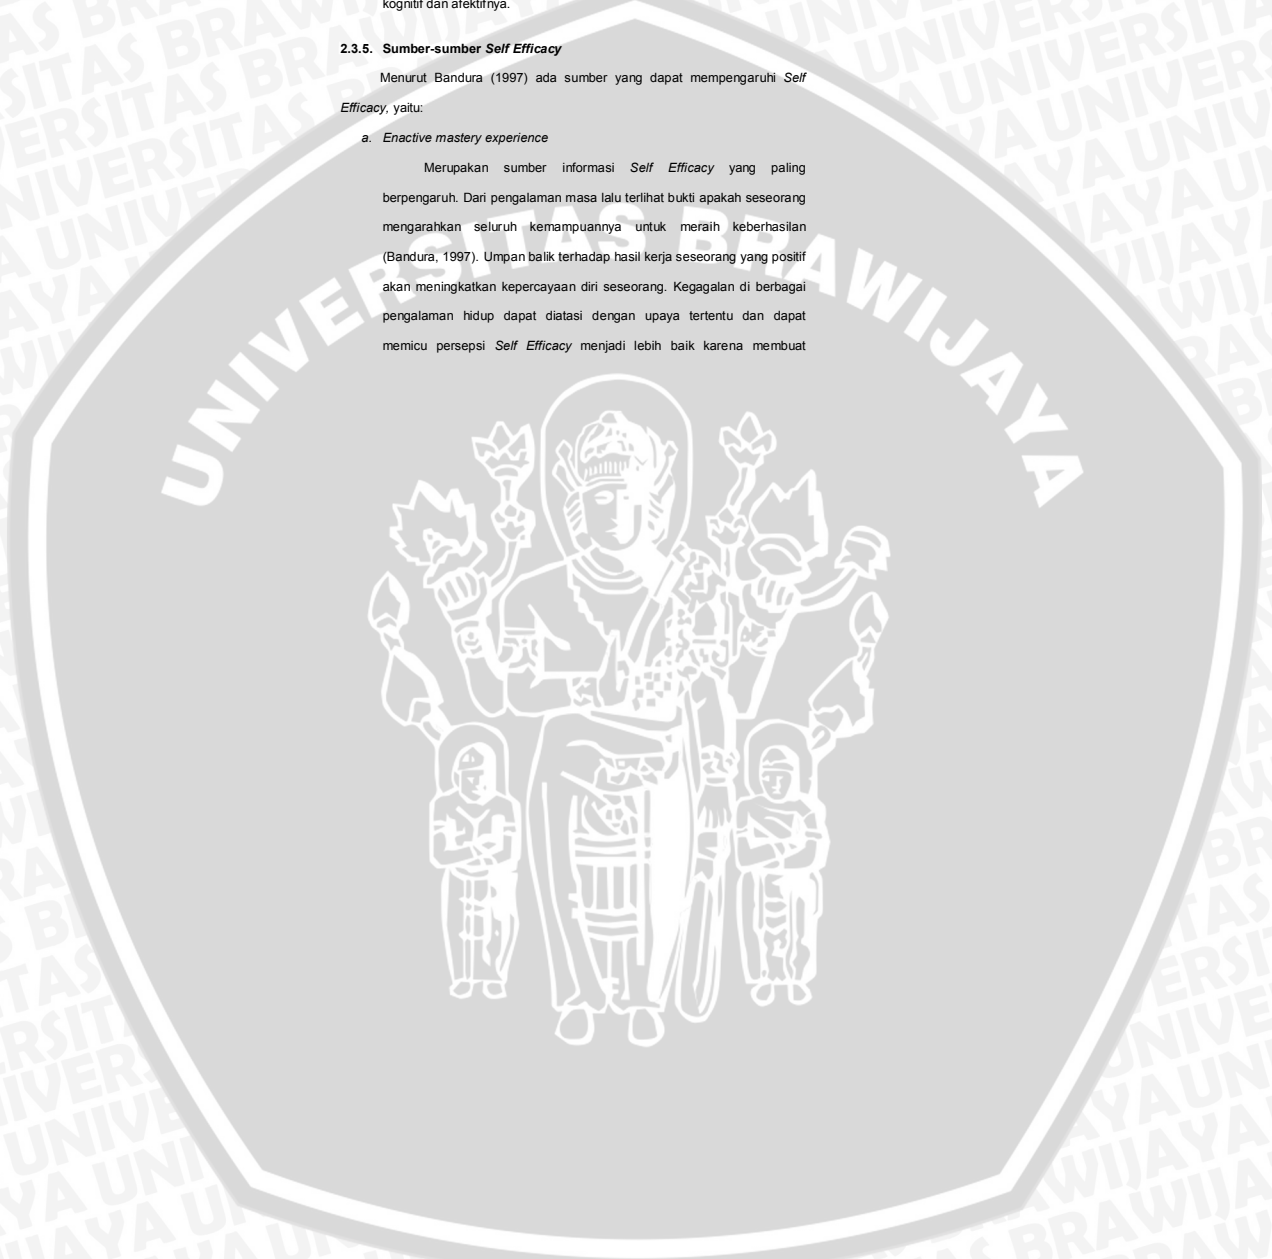 kognitif dan afektifnya.
2.3.5. Sumber-sumber Self Efficacy
Menurut Bandura (1997) ada sumber yang dapat mempengaruhi Self
Efficacy, yaitu:
a. Enactive mastery experience
Merupakan sumber informasi Self Efficacy yang paling
berpengaruh. Dari pengalaman masa lalu terlihat bukti apakah seseorang
mengarahkan seluruh kemampuannya untuk meraih keberhasilan
(Bandura, 1997). Umpan balik terhadap hasil kerja seseorang yang positif
akan meningkatkan kepercayaan diri seseorang. Kegagalan di berbagai
pengalaman hidup dapat diatasi dengan upaya tertentu dan dapat
memicu persepsi Self Efficacy menjadi lebih baik karena membuat
UNIVERSITAS BRAWIJAYA